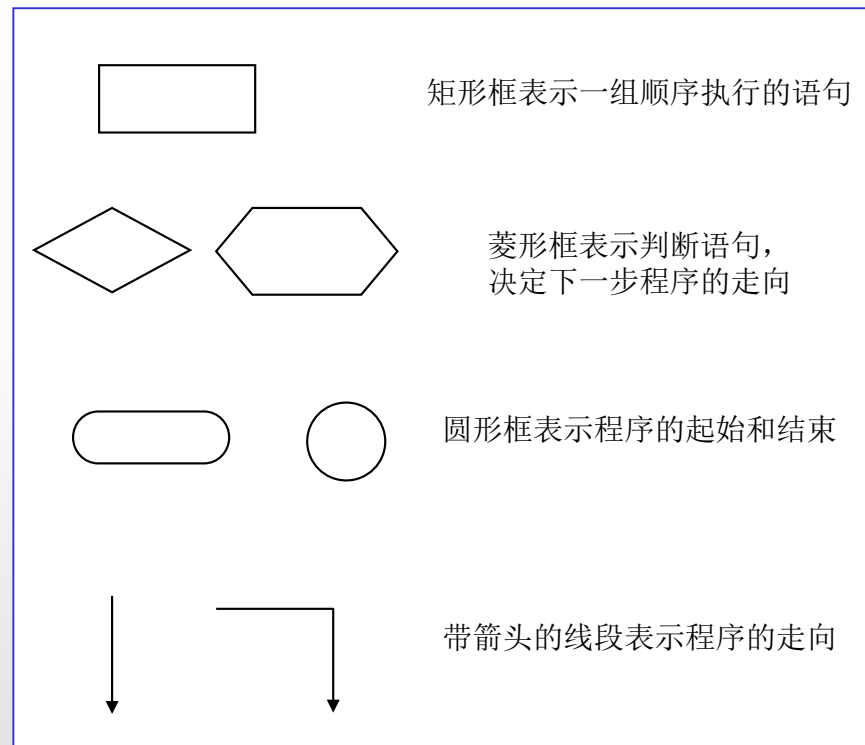 矩形框表示一组顺序执行的语句
菱形框表示判断语句，
决定下一步程序的走向
圆形框表示程序的起始和结束
带箭头的线段表示程序的走向